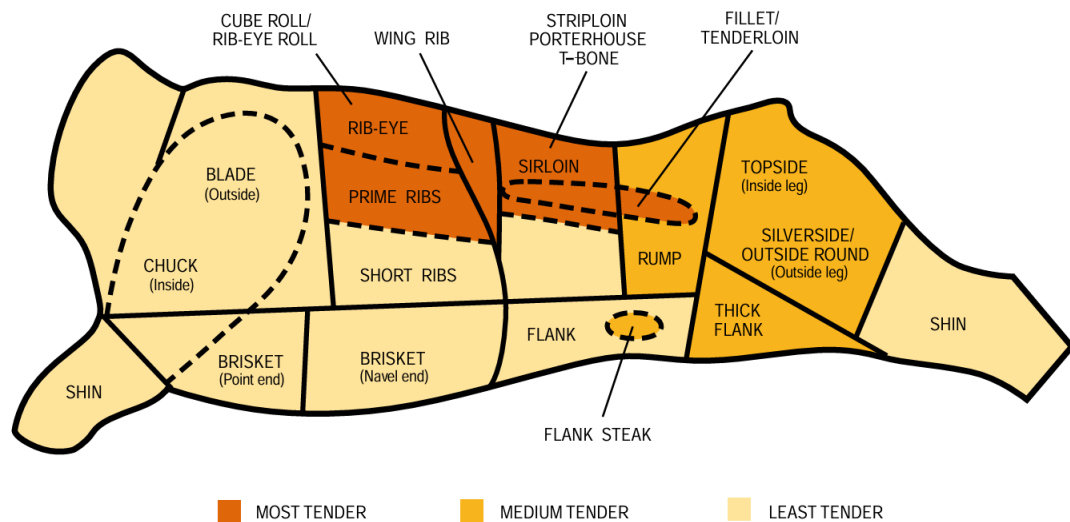 CUBE ROLL/
RIB-EYE ROLL
WING RIB
STRIPLOIN
PORTERHOUSE
T-BONE
FILLET/
TENDERLOIN
RIB-EYE
PRIME RIBS
SIRLOIN
BLADE
(Outside)
TOPSIDE
(Inside leg)
CHUCK
(Inside)
SHORT RIBS
RUMP
SILVERSIDE/
OUTSIDE ROUND
(Outside leg)
SHIN
BRISKET
(Point end)
BRISKET
(Navel end)
FLANK
THICK
FLANK
SHIN
FLANK STEAK
MOST TENDER
MEDIUM TENDER
LEAST TENDER